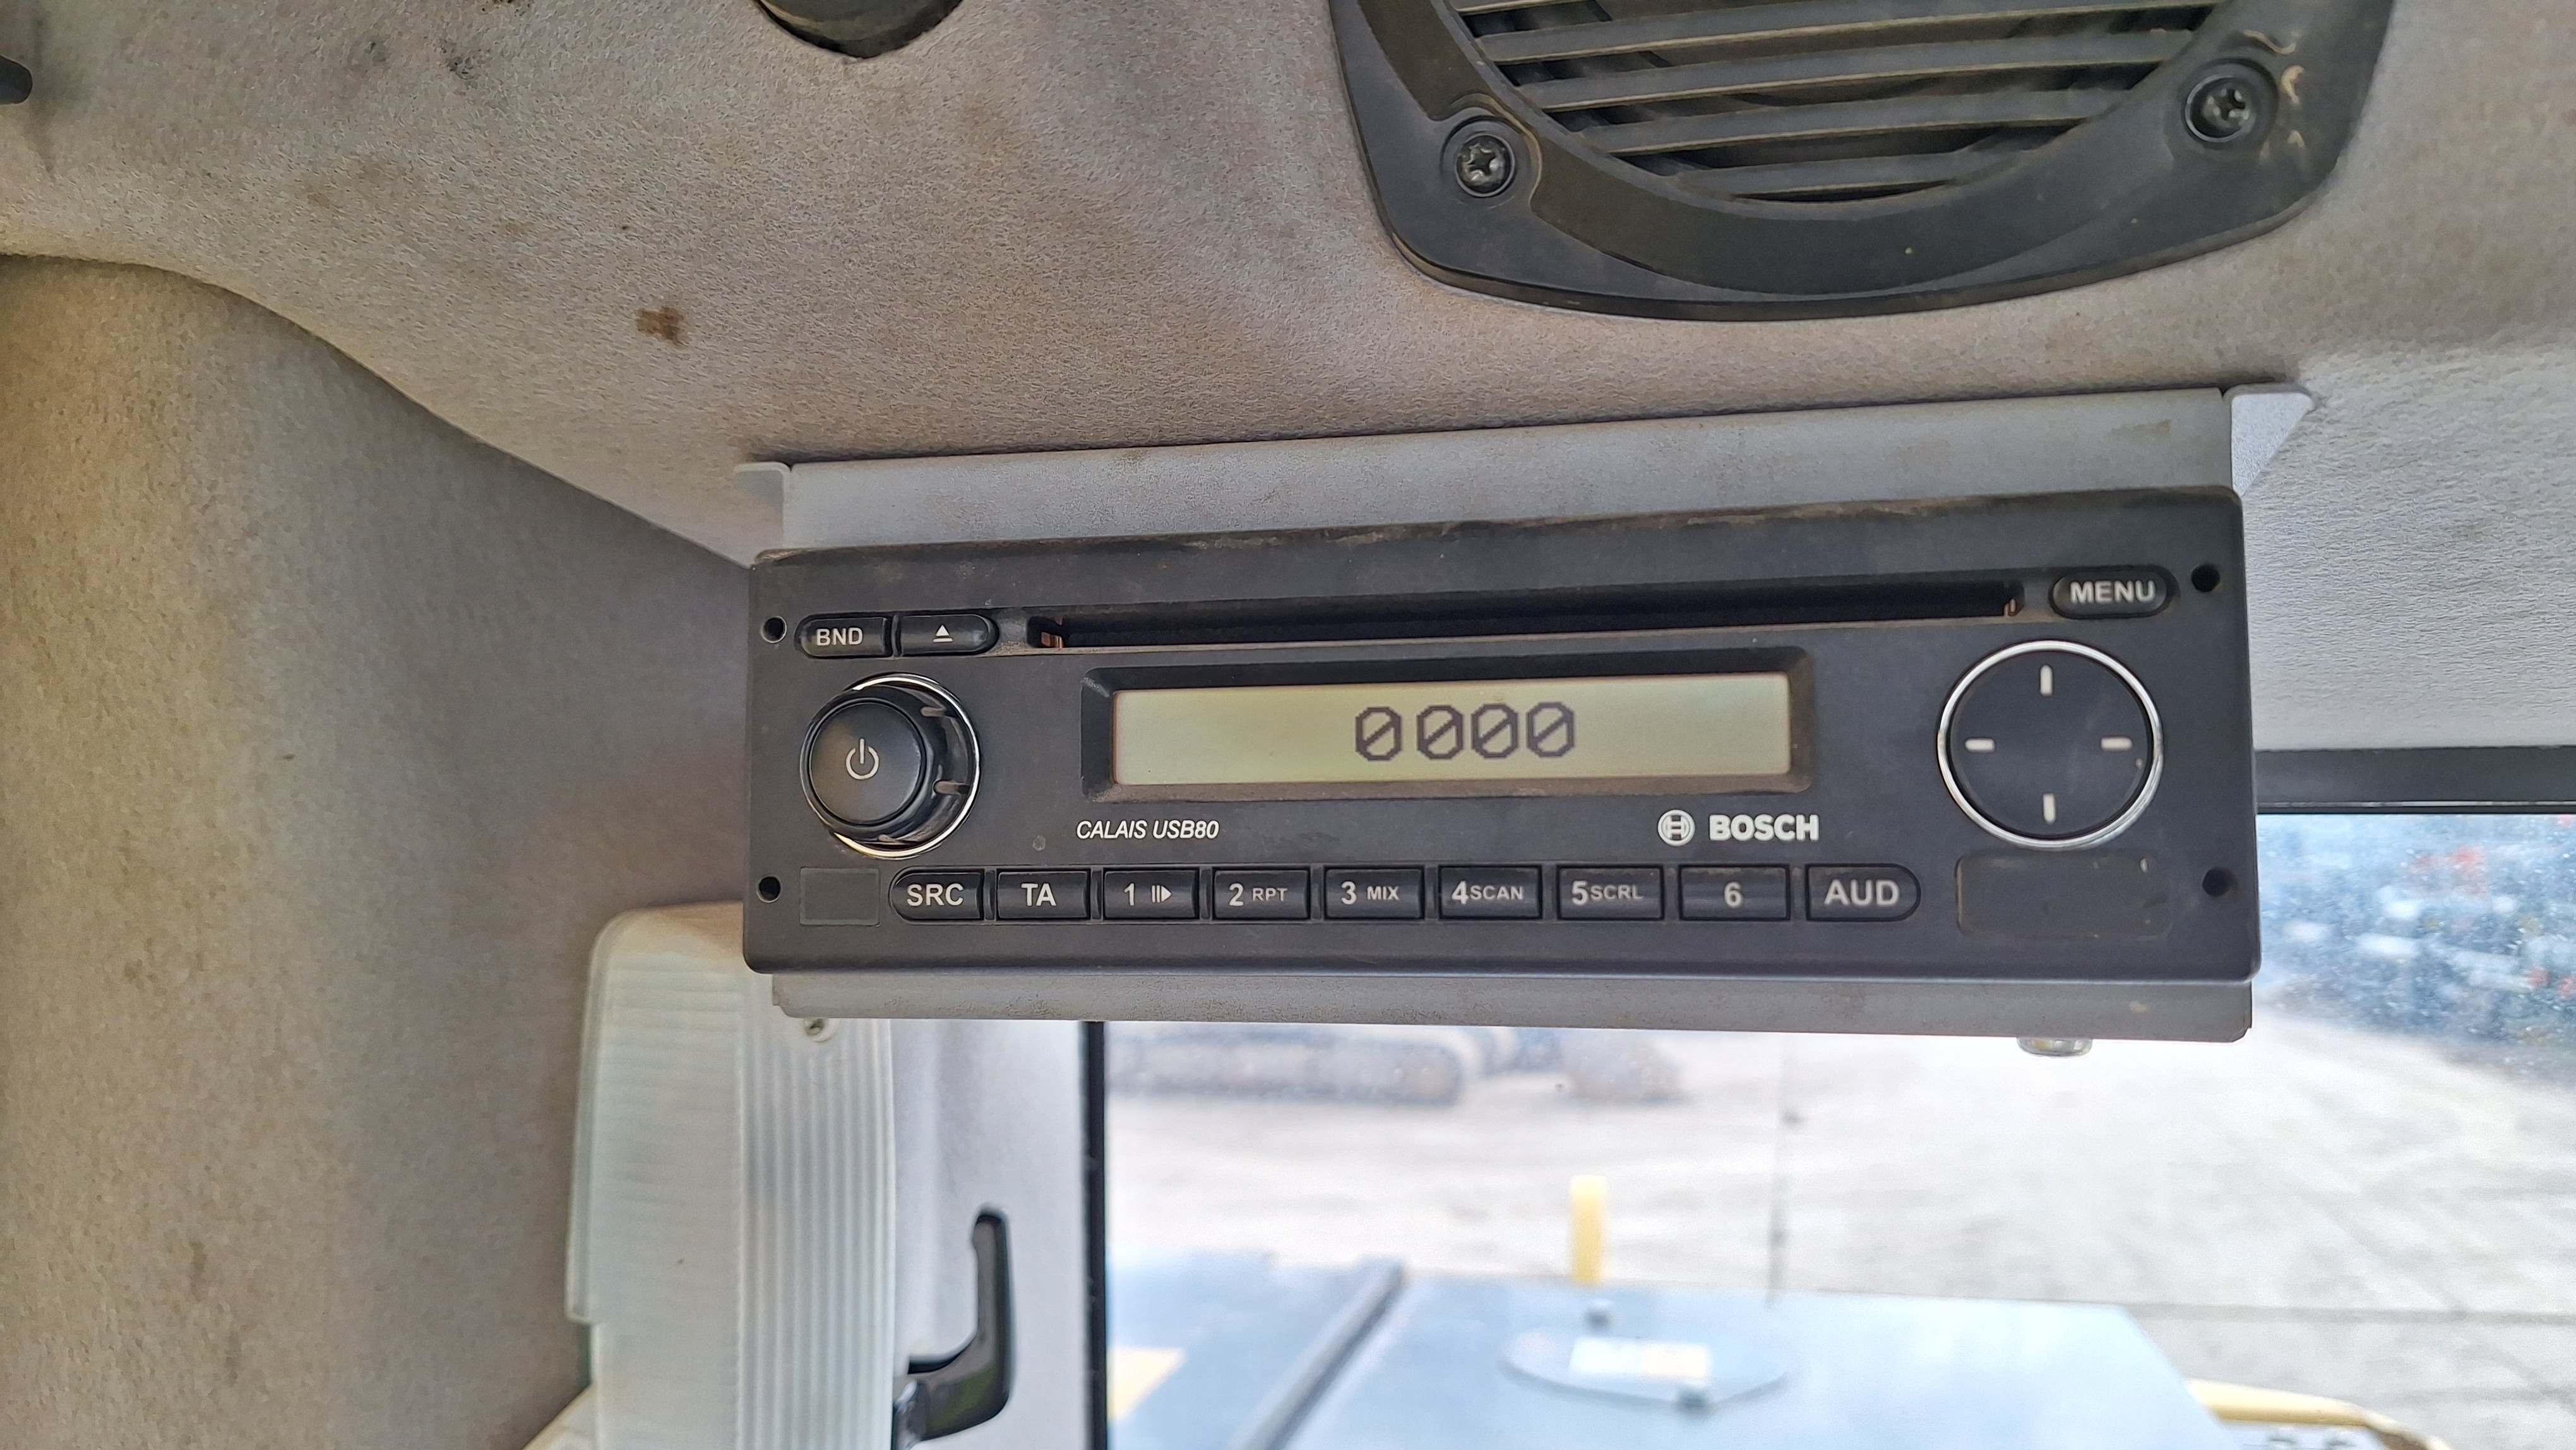 BND MENU
0000
CALAIS USB80 BOSCH
SRC TA 1 2 RPT 3 MIX 4SCAN 5SCRL 6 AUD